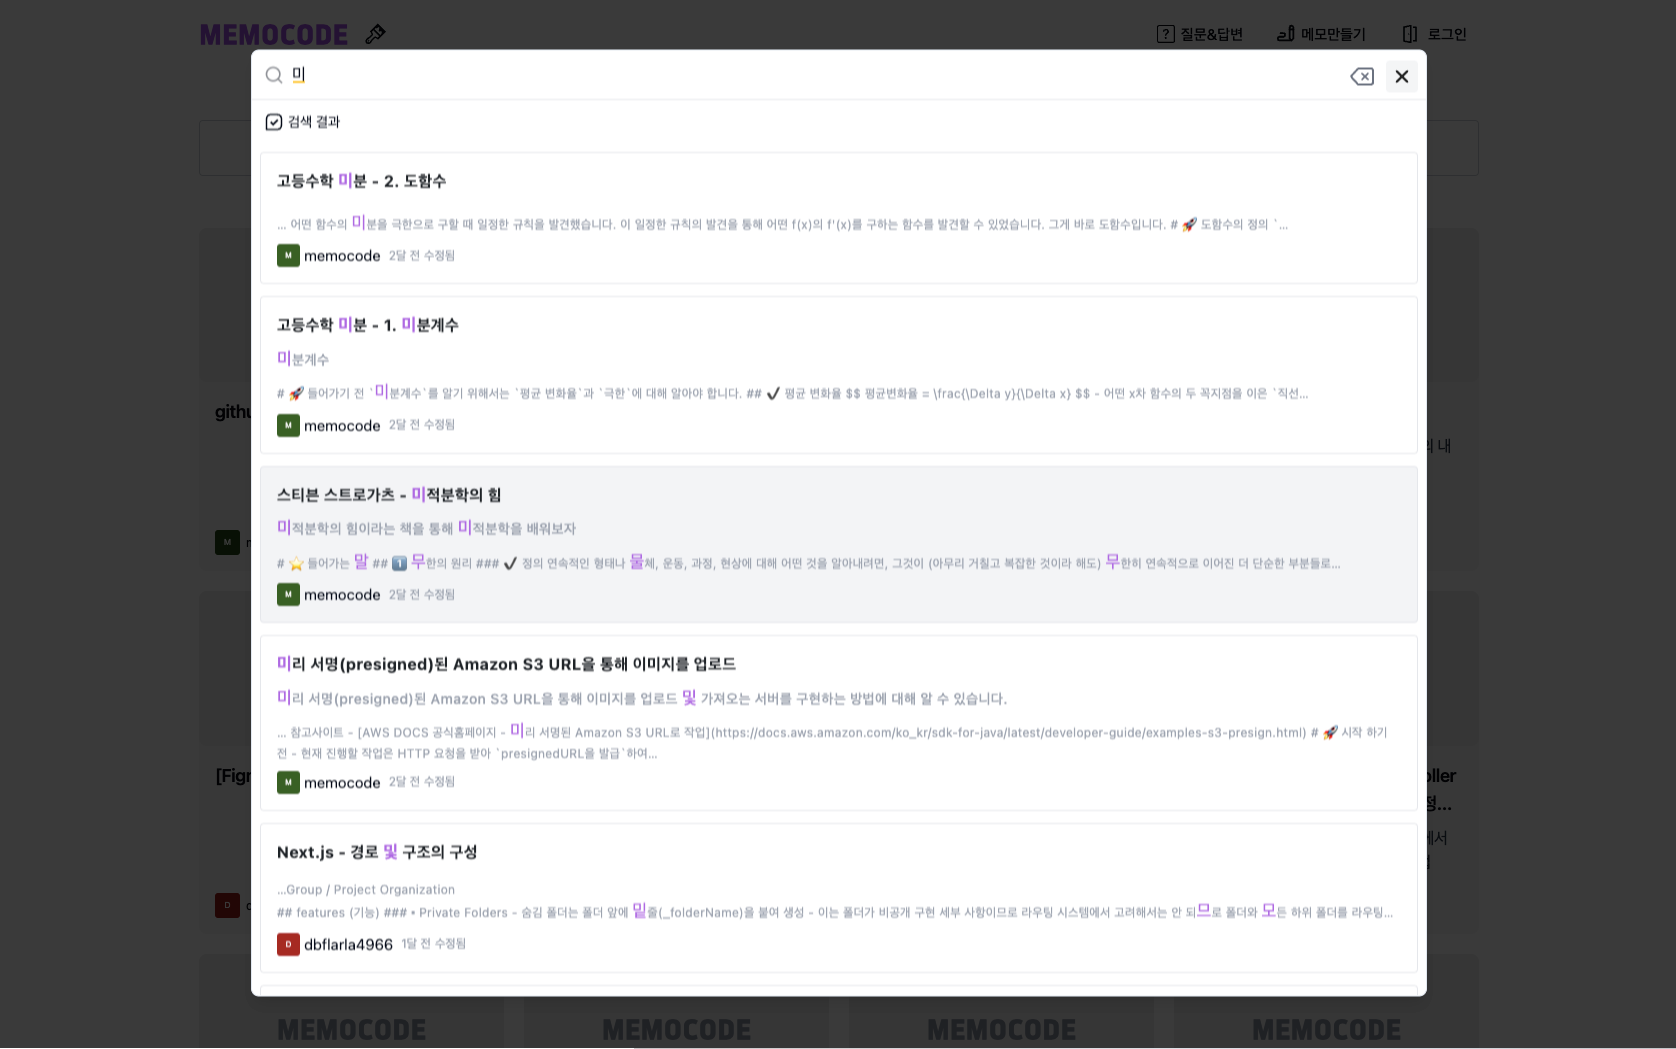 MEMOCODE
질문&답변
메모만들기
로그인
미
검색 결과
고등수학 미분 - 2. 도함수
... 어떤 함수의 미분을 극한으로 구할 때 일정한 규칙을 발견했습니다. 이 일정한 규칙의 발견을 통해 어떤 f(x)의 f'(x)를 구하는 함수를 발견할 수 있었습니다. 그게 바로 도함수입니다. # 🚀 도함수의 정의 `...
M memocode 2달 전 수정됨
고등수학 미분 - 1. 미분계수
미분계수
# 🚀 들어가기 전 `미분계수`를 알기 위해서는 `평균 변화율`과 `극한`에 대해 알아야 합니다. ## ✔ 평균 변화율 $$ 평균변화율 = \frac{\Delta y}{\Delta x} $$ - 어떤 x차 함수의 두 꼭지점을 이은 `직선...
M memocode 2달 전 수정됨
스티븐 스트로가츠 - 미적분학의 힘
미적분학의 힘이라는 책을 통해 미적분학을 배워보자
# ⭐ 들어가는 말 ## 1️⃣ 무한의 원리 ### ✔ 정의 연속적인 형태나 물체, 운동, 과정, 현상에 대해 어떤 것을 알아내려면, 그것이 (아무리 거칠고 복잡한 것이라 해도) 무한히 연속적으로 이어진 더 단순한 부분들로...
M memocode 2달 전 수정됨
미리 서명(presigned)된 Amazon S3 URL을 통해 이미지를 업로드
미리 서명(presigned)된 Amazon S3 URL을 통해 이미지를 업로드 및 가져오는 서버를 구현하는 방법에 대해 알 수 있습니다.
... 참고사이트 - [AWS DOCS 공식홈페이지 - 미리 서명된 Amazon S3 URL로 작업](https://docs.aws.amazon.com/ko_kr/sdk-for-java/latest/developer-guide/examples-s3-presign.html) # 🚀 시작 하기
전 - 현재 진행할 작업은 HTTP 요청을 받아 `presignedURL을 발급`하여...
M memocode 2달 전 수정됨
Next.js - 경로 및 구조의 구성
...Group / Project Organization
## features (기능) ### • Private Folders - 숨김 폴더는 폴더 앞에 밑줄(_folderName)을 붙여 생성 - 이는 폴더가 비공개 구현 세부 사항이므로 라우팅 시스템에서 고려해서는 안 되므로 폴더와 모든 하위 폴더를 라우팅...
D dbflarla4966 1달 전 수정됨
githu
의 내
M
[Figm
oller
정...
에서
D
MEMOCODE
MEMOCODE
MEMOCODE
MEMOCODE